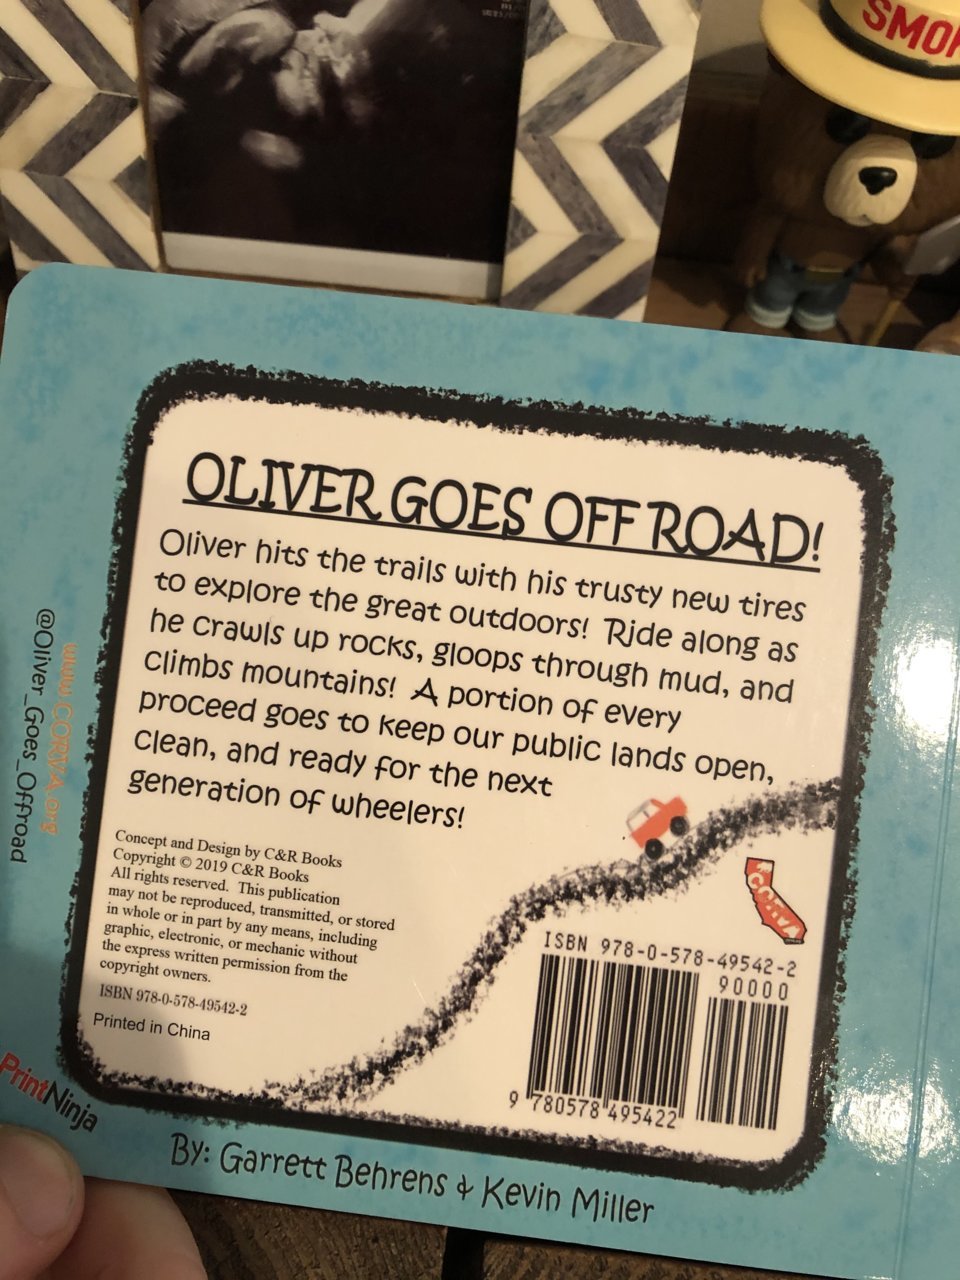 SMOK
OLIVER GOES OFF ROAD!
Oliver hits the trails with his trusty new tires
to explore the great outdoors! Ride along as
he crawls up rocks, gloops through mud, and
climbs mountains! A portion of every
proceed goes to keep our public lands open,
clean, and ready for the next
generation of wheelers!
Concept and Design by C&R Books
Copyright © 2019 C&R Books
All rights reserved. This publication
may not be reproduced, transmitted, or stored
in whole or in part by any means, including
graphic, electronic, or mechanic without
the express written permission from the
copyright owners.
ISBN 978-0-578-49542-2
Printed in China
CORVA
ISBN 978-0-578-49542-2
90000
9 780578 495422
www.CORVA.org
@Oliver_Goes_Offroad
PrintNinja
By: Garrett Behrens & Kevin Miller